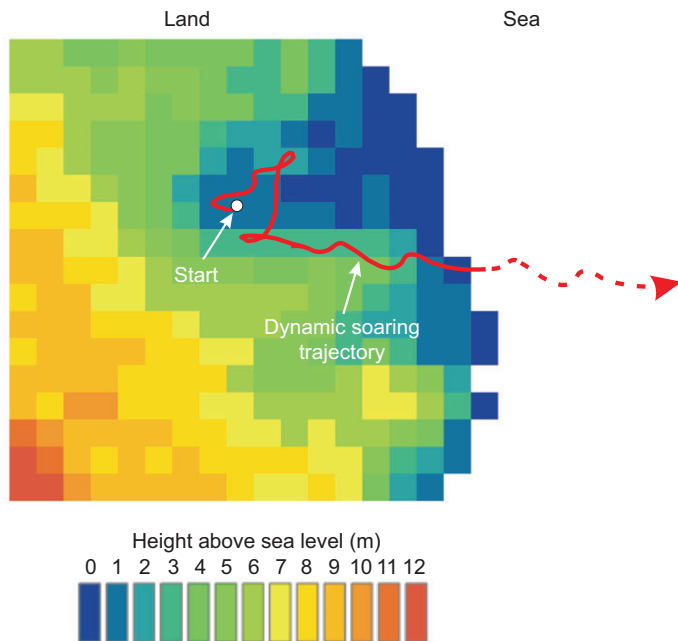 Land Sea
Start
Dynamic soaring
trajectory
Height above sea level (m)
0 1 2 3 4 5 6 7 8 9 10 11 12